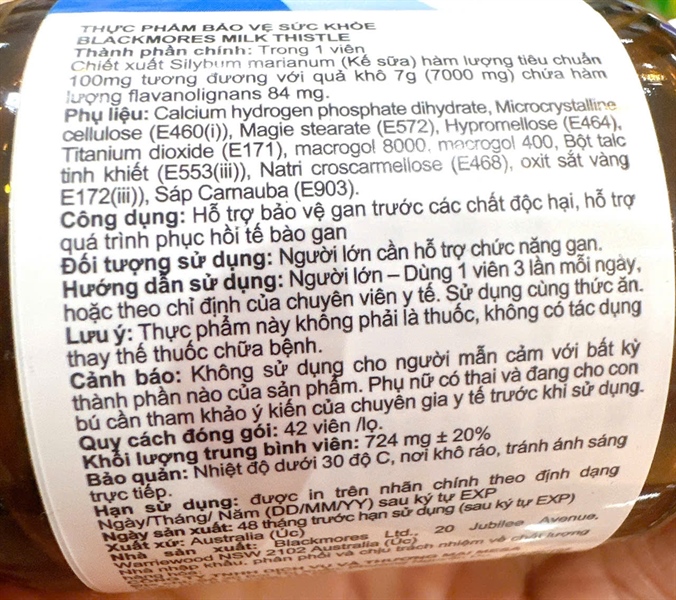 THỰC PHẨM BẢO VỆ SỨC KHỎE
BLACKMORES MILK THISTLE
Thành phần chính: Trong 1 viên
Chiết xuất Silybum marianum (Kế sữa) hàm lượng tiêu chuẩn
100mg tương đương với quả khô 7g (7000 mg) chứa hàm
lượng flavanolignans 84 mg.
Phụ liệu: Calcium hydrogen phosphate dihydrate, Microcrystalline
cellulose (E460(i)), Magie stearate (E572), Hypromellose (E464),
Titanium dioxide (E171), macrogol 8000, macrogol 400, Bột talc
tinh khiết (E553(iii)), Natri croscarmellose (E468), oxit sắt vàng
E172(iii)), Sáp Carnauba (E903).
Công dụng: Hỗ trợ bảo vệ gan trước các chất độc hại, hỗ trợ
quá trình phục hồi tế bào gan
Đối tượng sử dụng: Người lớn cần hỗ trợ chức năng gan.
Hướng dẫn sử dụng: Người lớn – Dùng 1 viên 3 lần mỗi ngày,
hoặc theo chỉ định của chuyên viên y tế. Sử dụng cùng thức ăn.
Lưu ý: Thực phẩm này không phải là thuốc, không có tác dụng
thay thế thuốc chữa bệnh.
Cảnh báo: Không sử dụng cho người mẫn cảm với bất kỳ
thành phần nào của sản phẩm. Phụ nữ có thai và đang cho con
bú cần tham khảo ý kiến của chuyên gia y tế trước khi sử dụng.
Quy cách đóng gói: 42 viên /lọ.
Khối lượng trung bình viên: 724 mg ± 20%
Bảo quản: Nhiệt độ dưới 30 độ C, nơi khô ráo, tránh ánh sáng
trực tiếp.
Hạn sử dụng: được in trên nhãn chính theo định dạng
Ngày/Tháng/ Năm (DD/MM/YY) sau ký tự EXP
Ngày sản xuất: 48 tháng trước hạn sử dụng (sau ký tự EXP)
Xuất xứ: Australia (Úc)
Nhà sản xuất: Blackmores Ltd., 20 Jubilee Avenue,
Warriewood NSW 2102 Australia (Úc)
Nhà nhập khẩu, phân phối và chịu trách nhiệm về chất lượng
hàng hóa